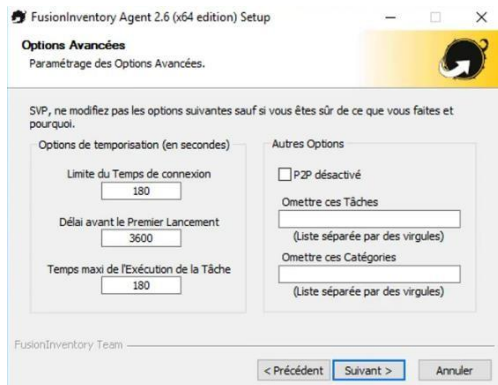 FusionInventory Agent 2.6 (x64 edition) Setup
Options Avancées
Paramétrage des Options Avancées.
SVP, ne modifiez pas les options suivantes sauf si vous êtes sûr de ce que vous faites et
pourquoi.
Options de temporisation (en secondes)
Limite du Temps de connexion
180
Délai avant le Premier Lancement
3600
Temps maxi de l'Exécution de la Tâche
180
Autres Options
P2P désactivé
Omettre ces Tâches
(Liste séparée par des virgules)
Omettre ces Catégories
(Liste séparée par des virgules)
FusionInventory Team
< Précédent
Suivant >
Annuler